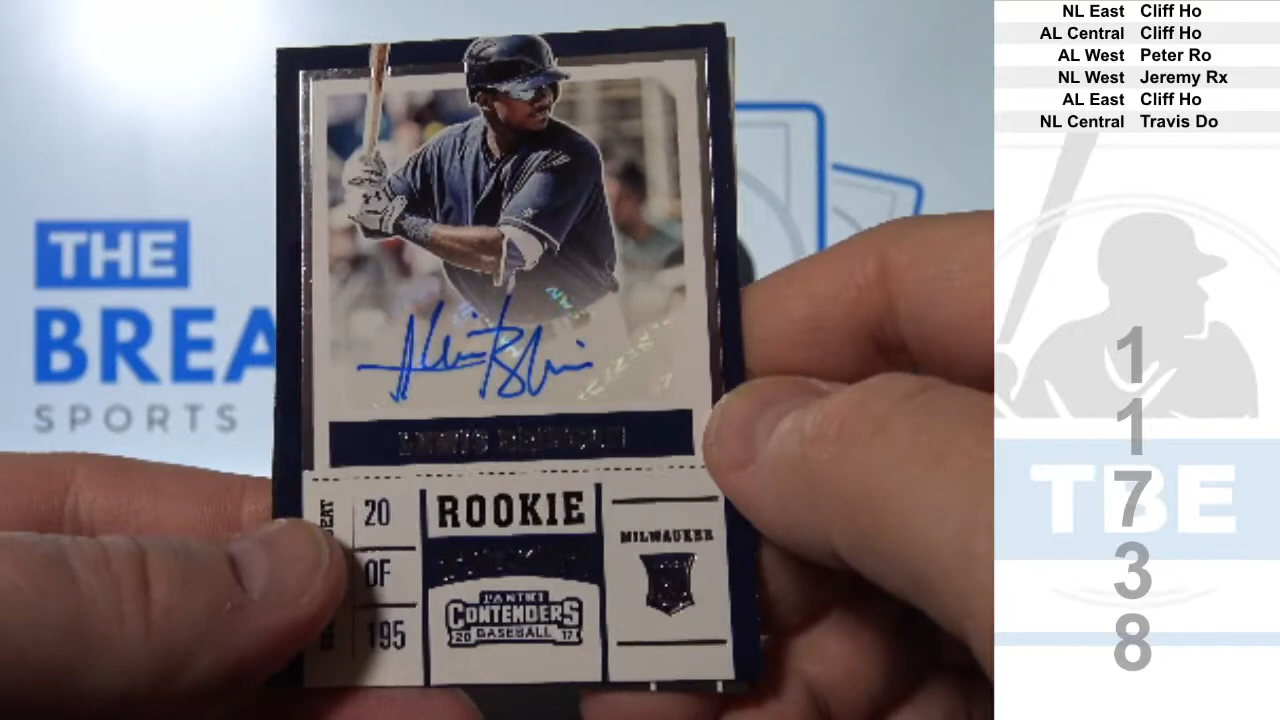 NL East Cliff Ho
AL Central Cliff Ho
AL West Peter Ro
NL West Jeremy Rx
AL East Cliff Ho
NL Central Travis Do
THE
BREA
SPORTS
ROOKIE
20
OF
195
MILWAUKEE
PANINI
CONTENDERS
20 BASEBALL 17
TBE
1
1
7
3
8